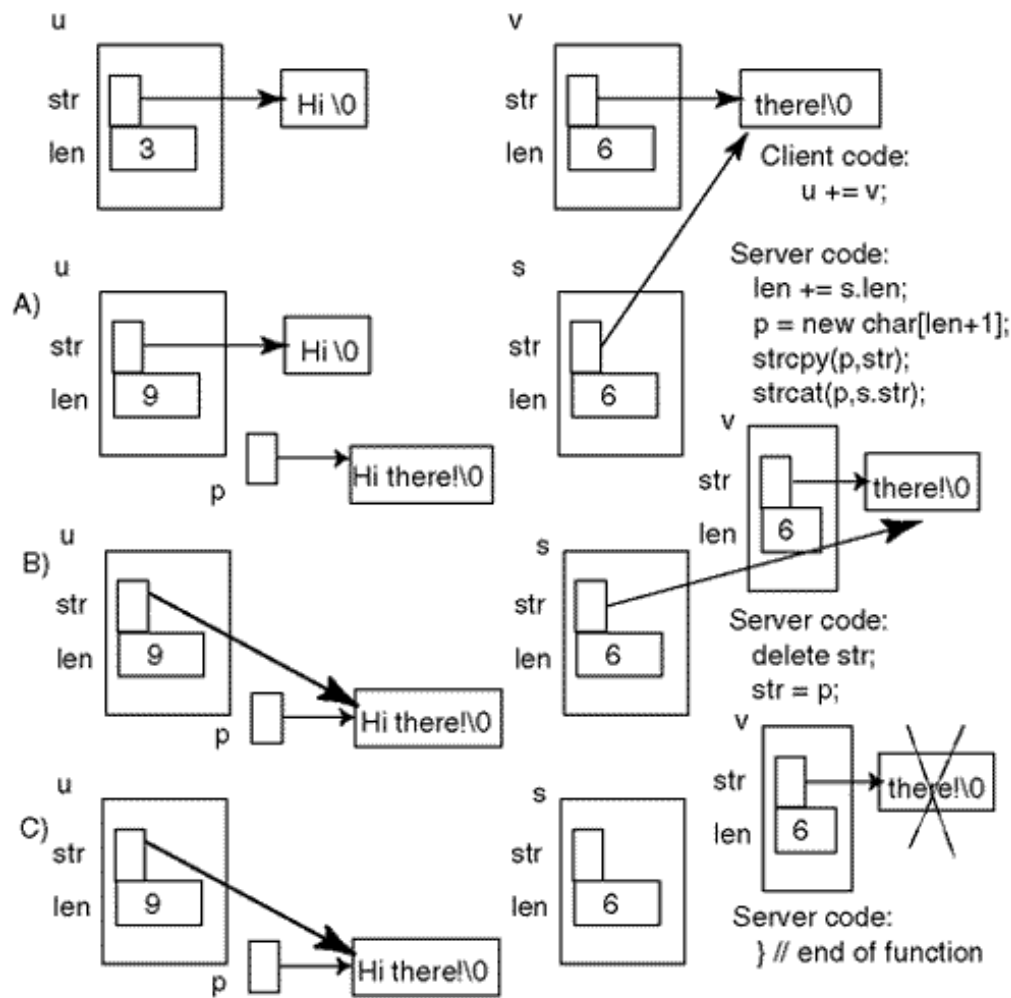 u
v
str
Hi \0
str
there!\0
len
3
len
6
Client code:
u += v;
u
s
Server code:
A)
len += s.len;
str
Hi \0
str
p = new char[len+1];
strcpy(p,str);
len
9
len
6
strcat(p,s.str);
v
p
Hi there!\0
str
there!\0
len
6
u
s
B)
str
str
Server code:
len
9
len
6
delete str;
str = p;
p
Hi there!\0
v
u
s
str
there!\0
C)
str
str
len
6
len
9
len
6
Server code:
p
Hi there!\0
} // end of function